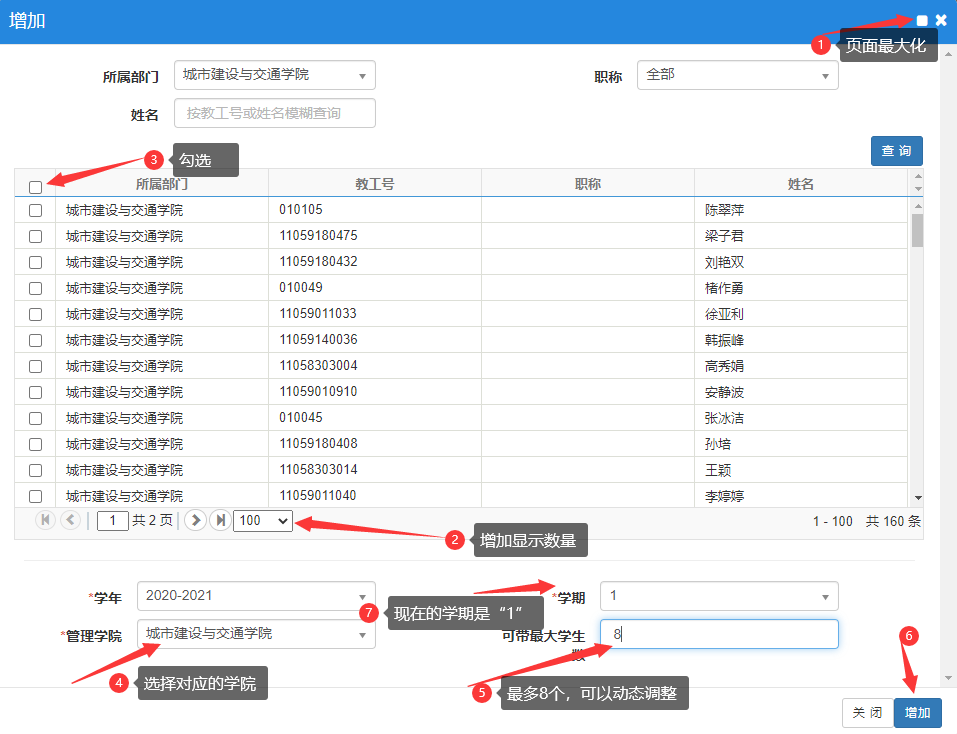 增加
1 页面最大化
所属部门 城市建设与交通学院 职称 全部
姓名 按教工号或姓名模糊查询
查 询
3 勾选
所属部门 教工号 职称 姓名
城市建设与交通学院 010105 陈翠萍
城市建设与交通学院 11059180475 梁子君
城市建设与交通学院 11059180432 刘艳双
城市建设与交通学院 010049 楮作勇
城市建设与交通学院 11059011033 徐亚利
城市建设与交通学院 11059140036 韩振峰
城市建设与交通学院 11058303004 高秀娟
城市建设与交通学院 11059010910 安静波
城市建设与交通学院 010045 张冰洁
城市建设与交通学院 11059180408 孙培
城市建设与交通学院 11058303014 王颖
城市建设与交通学院 11059011040 李婷婷
1 共 2 页 100 1 - 100 共 160 条
2 增加显示数量
*学年 2020-2021 *学期 1
7 现在的学期是“1”
*管理学院 城市建设与交通学院 可带最大学生数 8
6
4 选择对应的学院
5 最多8个，可以动态调整
关 闭 增加